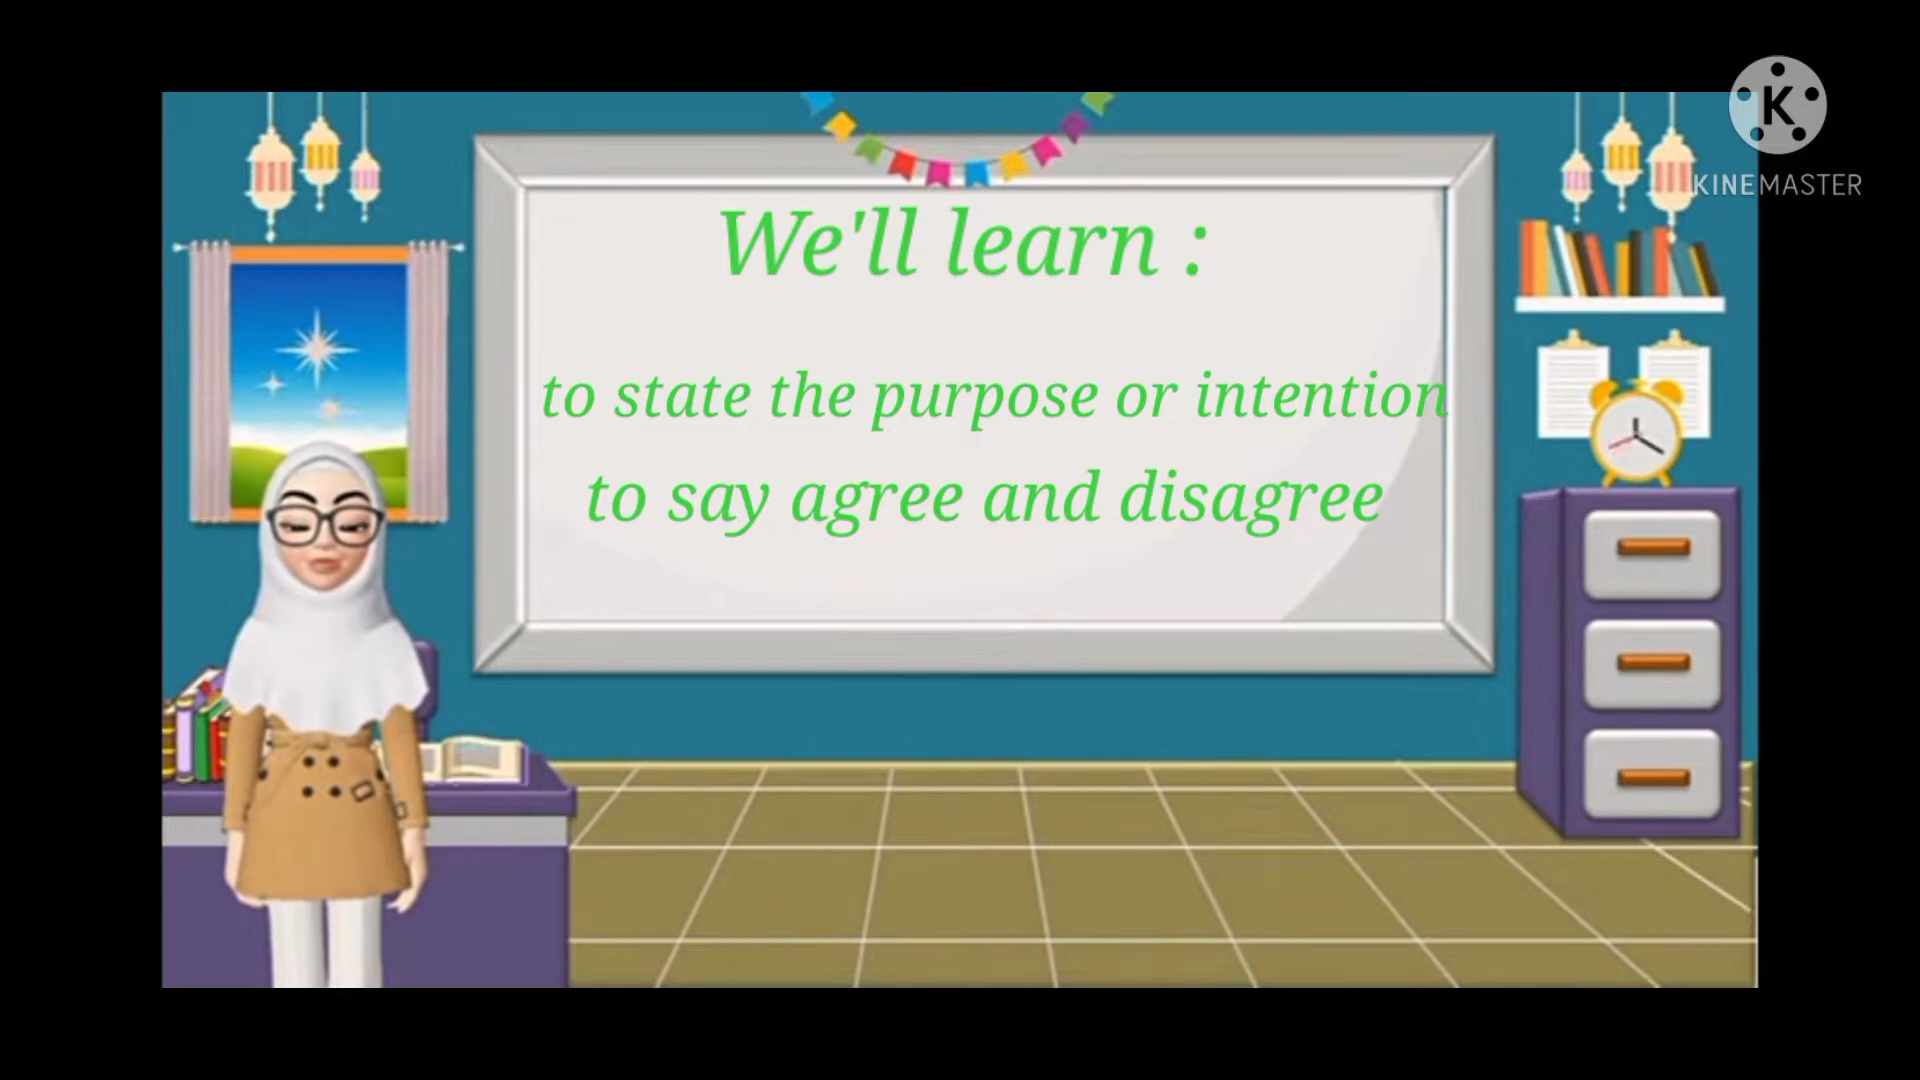 We'll learn :
to state the purpose or intention
to say agree and disagree
K
KINEMASTER